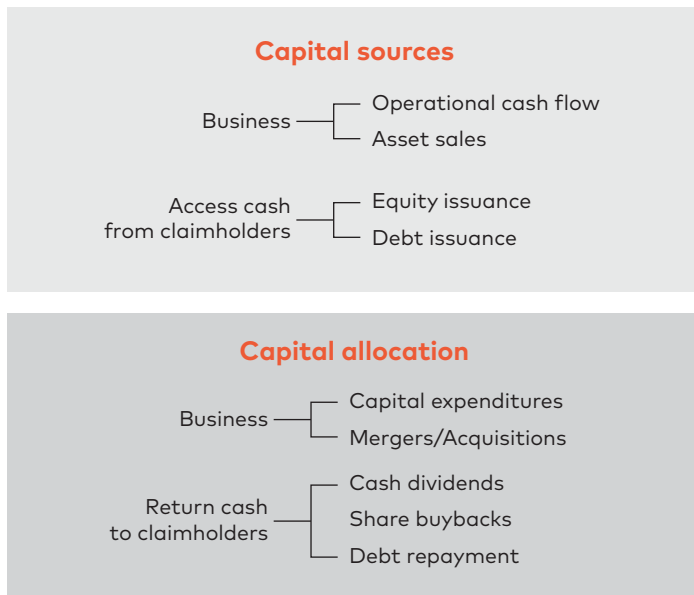 Capital sources
Business
Operational cash flow
Asset sales
Access cash
from claimholders
Equity issuance
Debt issuance
Capital allocation
Business
Capital expenditures
Mergers/Acquisitions
Return cash
to claimholders
Cash dividends
Share buybacks
Debt repayment